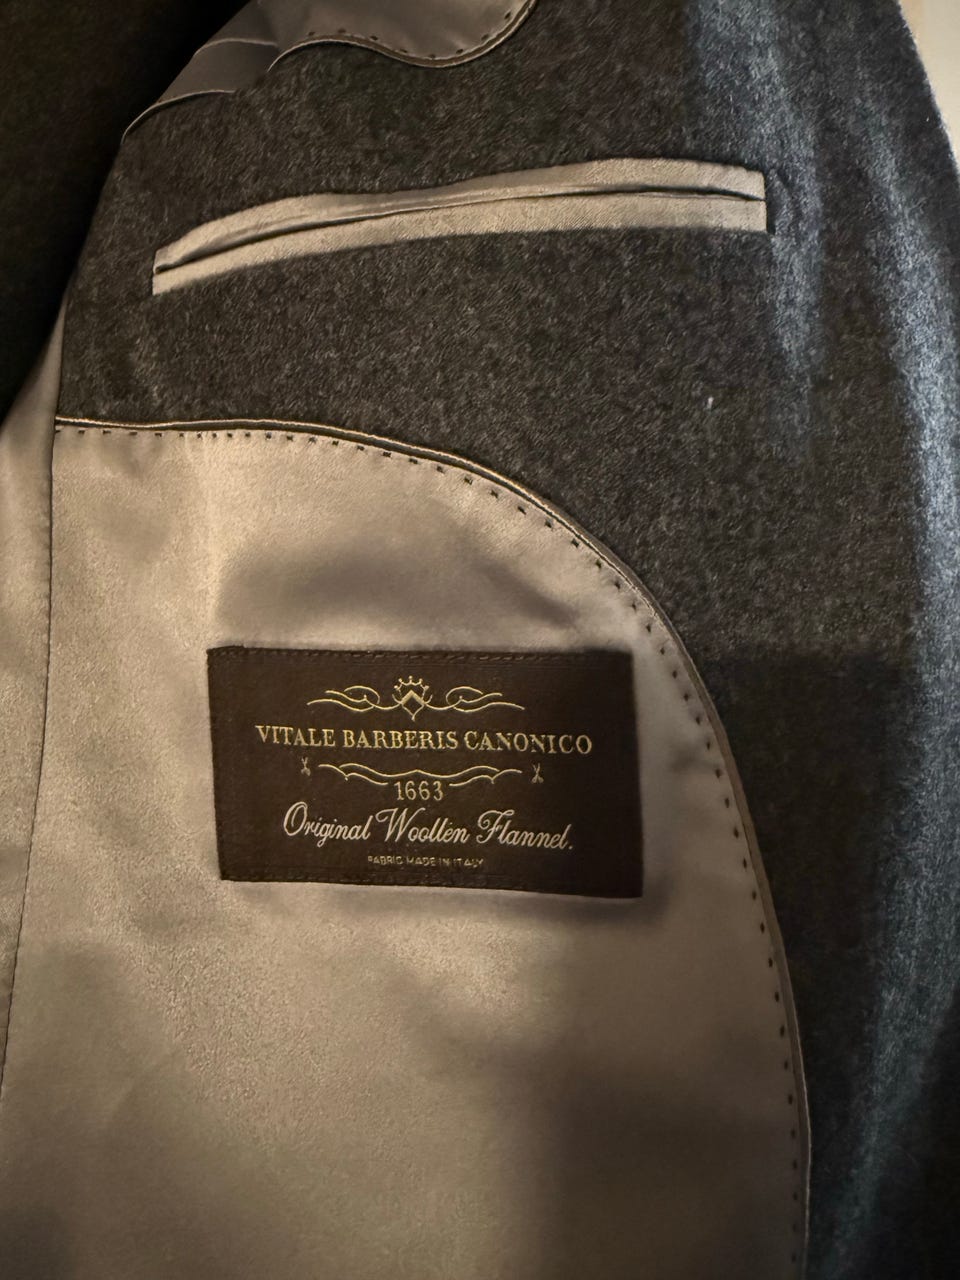 VITALE BARBERIS CANONICO
1663
Original Woollen Flannel.
FABRIC MADE IN ITALY